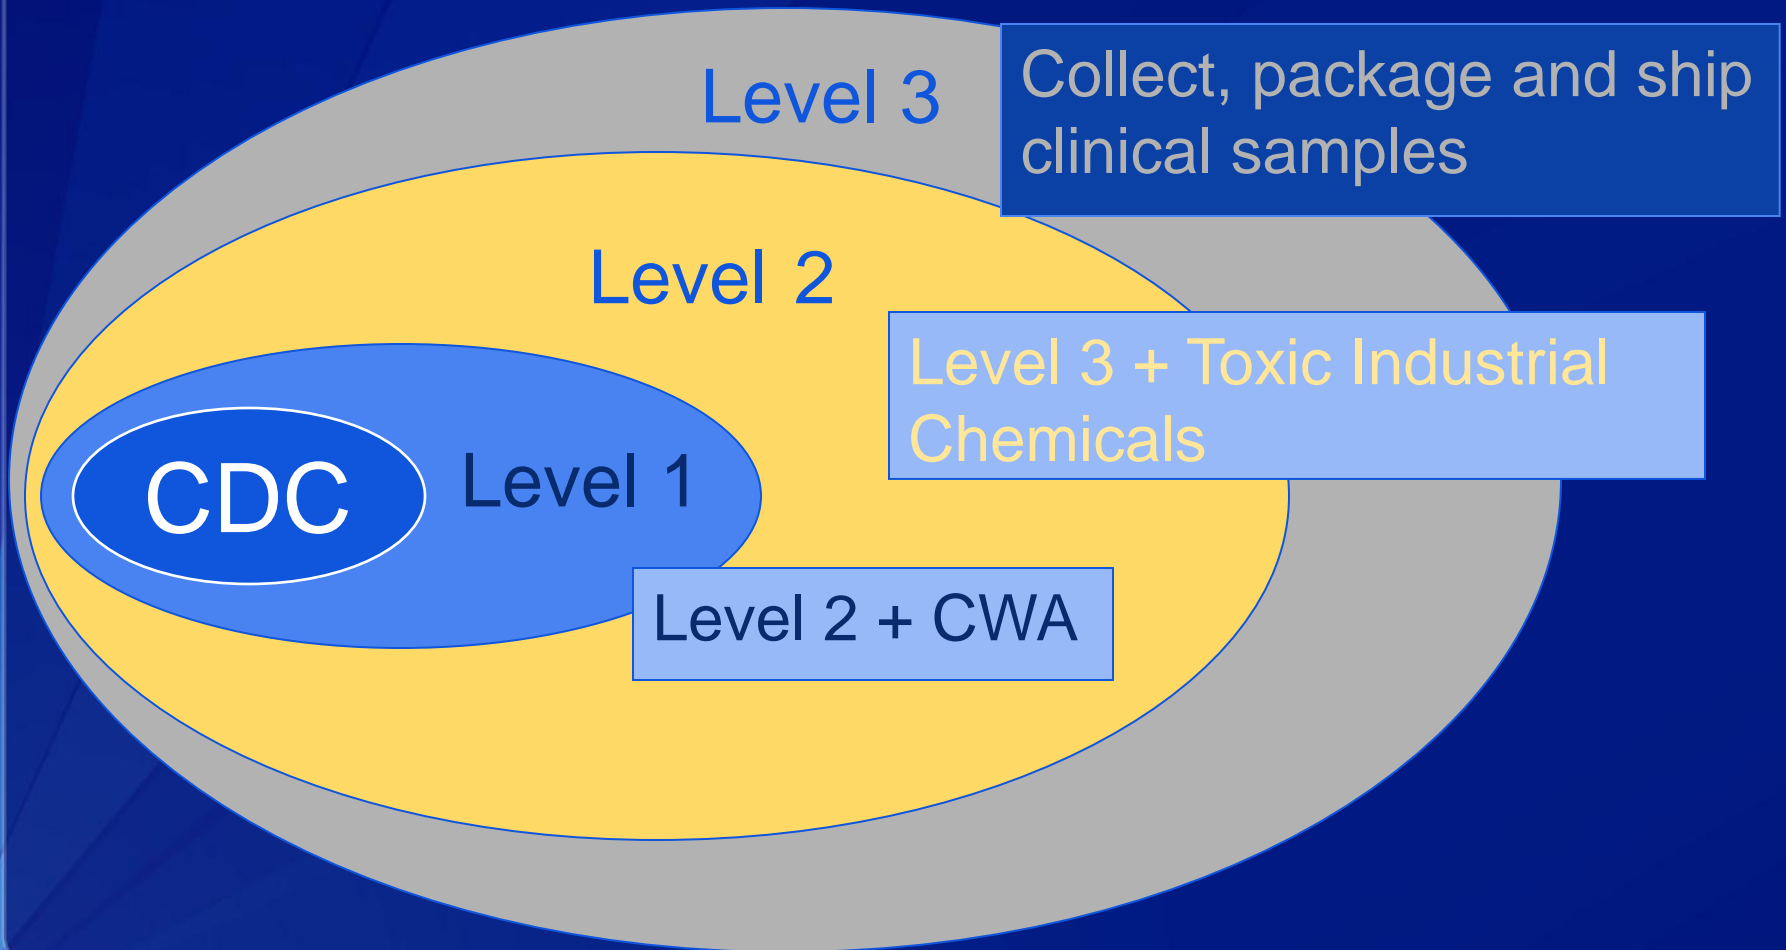 Level 3
Collect, package and ship
clinical samples
Level 2
Level 3 + Toxic Industrial
Chemicals
CDC
Level 1
Level 2 + CWA